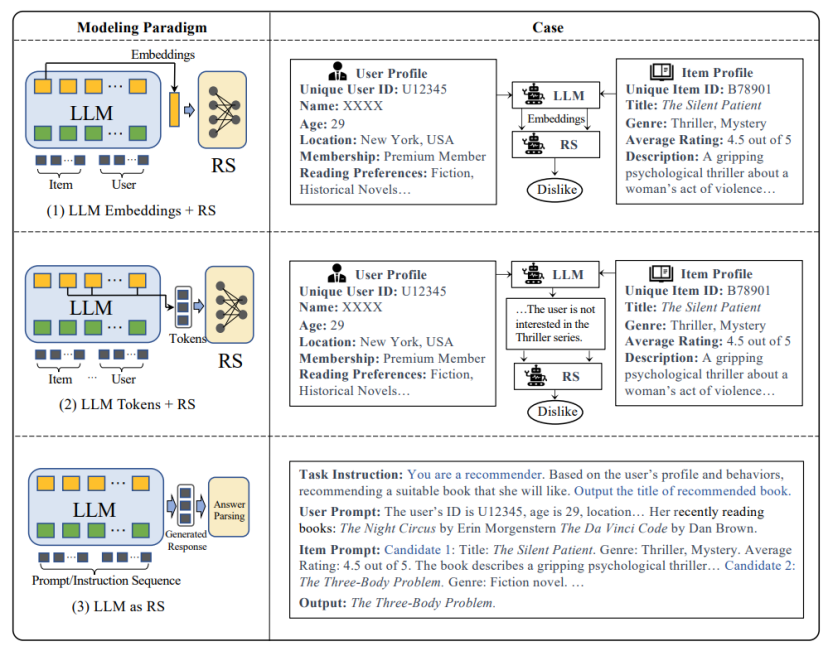 Modeling Paradigm
Case
Embeddings
LLM
RS
Item
User
(1) LLM Embeddings + RS
User Profile
Unique User ID: U12345
Name: XXXX
Age: 29
Location: New York, USA
Membership: Premium Member
Reading Preferences: Fiction,
Historical Novels…
LLM
Embeddings
RS
Dislike
Item Profile
Unique Item ID: B78901
Title: The Silent Patient
Genre: Thriller, Mystery
Average Rating: 4.5 out of 5
Description: A gripping
psychological thriller about a
woman's act of violence…
LLM
Tokens
RS
Item
...
User
(2) LLM Tokens + RS
User Profile
Unique User ID: U12345
Name: XXXX
Age: 29
Location: New York, USA
Membership: Premium Member
Reading Preferences: Fiction,
Historical Novels…
LLM
…The user is not
interested in the
Thriller series.
RS
Dislike
Item Profile
Unique Item ID: B78901
Title: The Silent Patient
Genre: Thriller, Mystery
Average Rating: 4.5 out of 5
Description: A gripping
psychological thriller about a
woman's act of violence…
LLM
Generated
Response
Answer
Parsing
Prompt/Instruction Sequence
(3) LLM as RS
Task Instruction: You are a recommender. Based on the user's profile and behaviors,
recommending a suitable book that she will like. Output the title of recommended book.
User Prompt: The user's ID is U12345, age is 29, location… Her recently reading
books: The Night Circus by Erin Morgenstern The Da Vinci Code by Dan Brown.
Item Prompt: Candidate 1: Title: The Silent Patient. Genre: Thriller, Mystery. Average
Rating: 4.5 out of 5. The book describes a gripping psychological thriller… Candidate 2:
The Three-Body Problem. Genre: Fiction novel. …
Output: The Three-Body Problem.